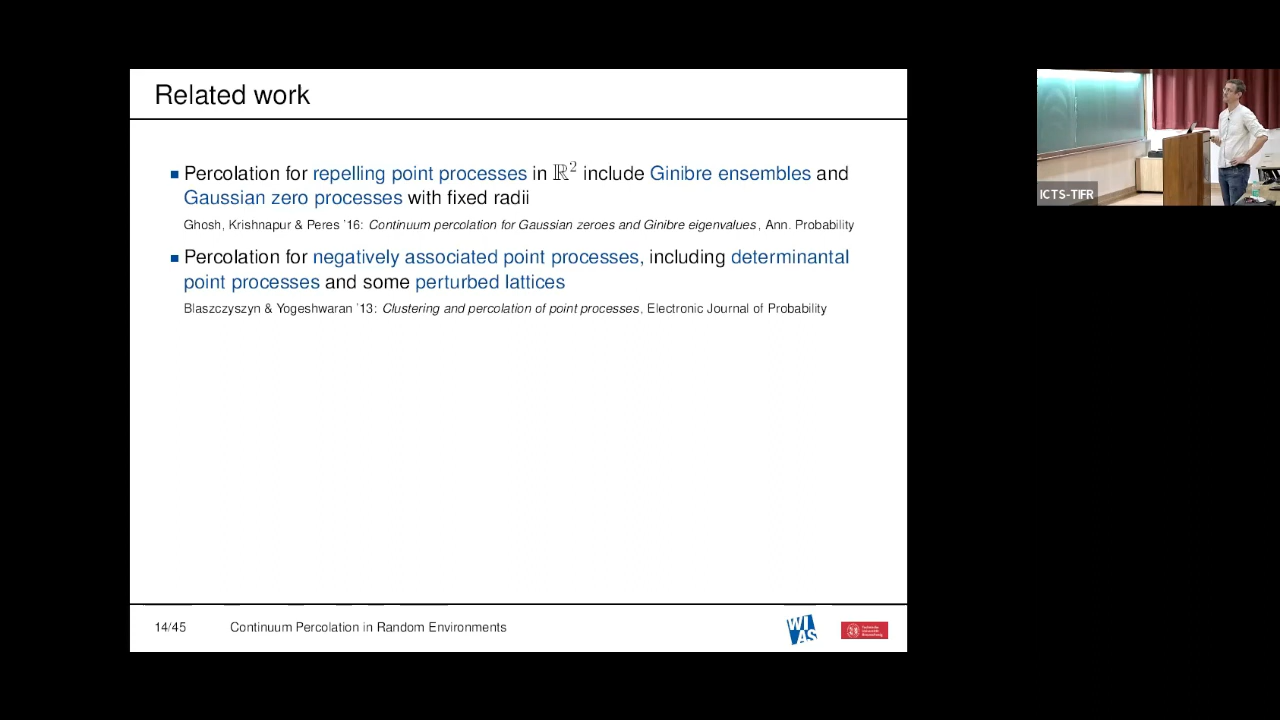 Related work
Percolation for repelling point processes in ℝ² include Ginibre ensembles and
Gaussian zero processes with fixed radii
Ghosh, Krishnapur & Peres '16: Continuum percolation for Gaussian zeroes and Ginibre eigenvalues, Ann. Probability
Percolation for negatively associated point processes, including determinantal
point processes and some perturbed lattices
Blaszczyszyn & Yogeshwaran '13: Clustering and percolation of point processes, Electronic Journal of Probability
14/45 Continuum Percolation in Random Environments
WI
AS
ICTS-TIFR